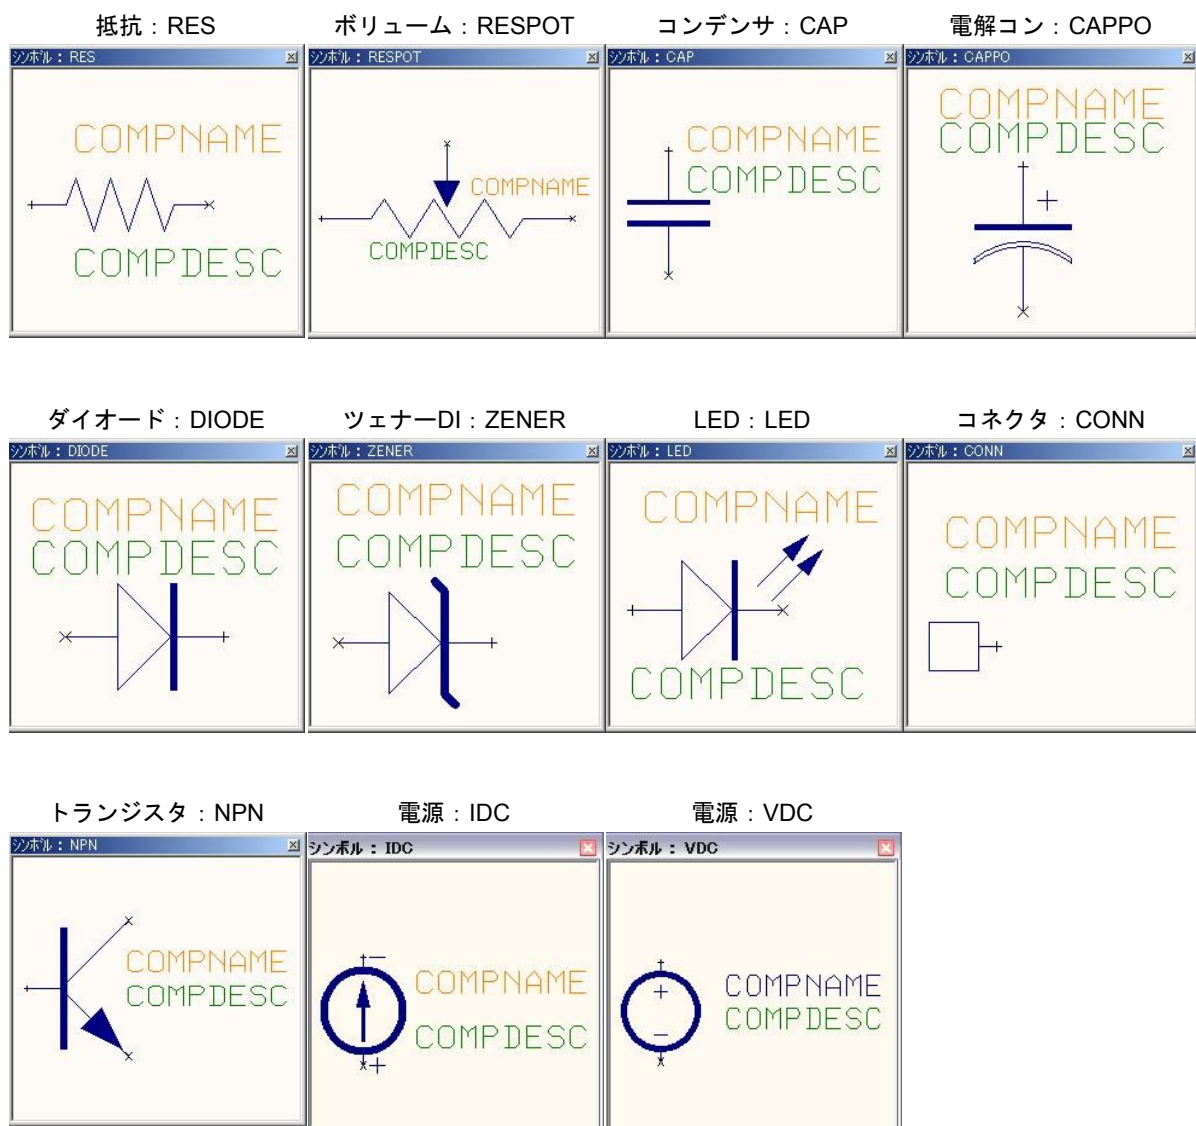 抵抗：RES
ボリューム：RESPOT
コンデンサ：CAP
電解コン：CAPPO
ｼﾝﾎﾞﾙ : RES
ｼﾝﾎﾞﾙ : RESPOT
ｼﾝﾎﾞﾙ : CAP
ｼﾝﾎﾞﾙ : CAPPO
COMPNAME
COMPDESC
COMPNAME
COMPDESC
COMPNAME
COMPDESC
COMPNAME
COMPDESC
+
ダイオード：DIODE
ツェナーDI：ZENER
LED：LED
コネクタ：CONN
ｼﾝﾎﾞﾙ : DIODE
ｼﾝﾎﾞﾙ : ZENER
ｼﾝﾎﾞﾙ : LED
ｼﾝﾎﾞﾙ : CONN
COMPNAME
COMPDESC
COMPNAME
COMPDESC
COMPNAME
COMPDESC
COMPNAME
COMPDESC
トランジスタ：NPN
電源：IDC
電源：VDC
ｼﾝﾎﾞﾙ : NPN
シンボル : IDC
シンボル : VDC
COMPNAME
COMPDESC
−
COMPNAME
COMPDESC
+
+
COMPNAME
COMPDESC
−